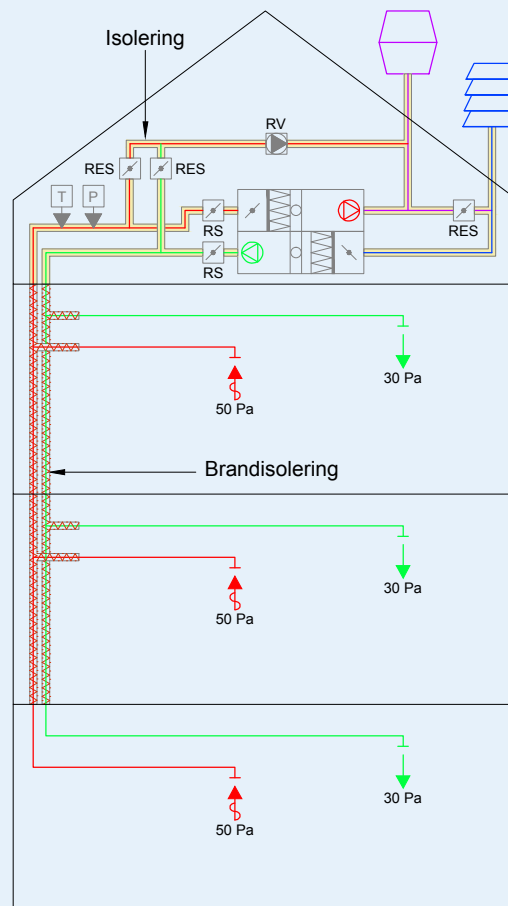 Isolering
RV
RES
RES
T
P
RS
RES
RS
30 Pa
50 Pa
Brandisolering
30 Pa
50 Pa
30 Pa
50 Pa